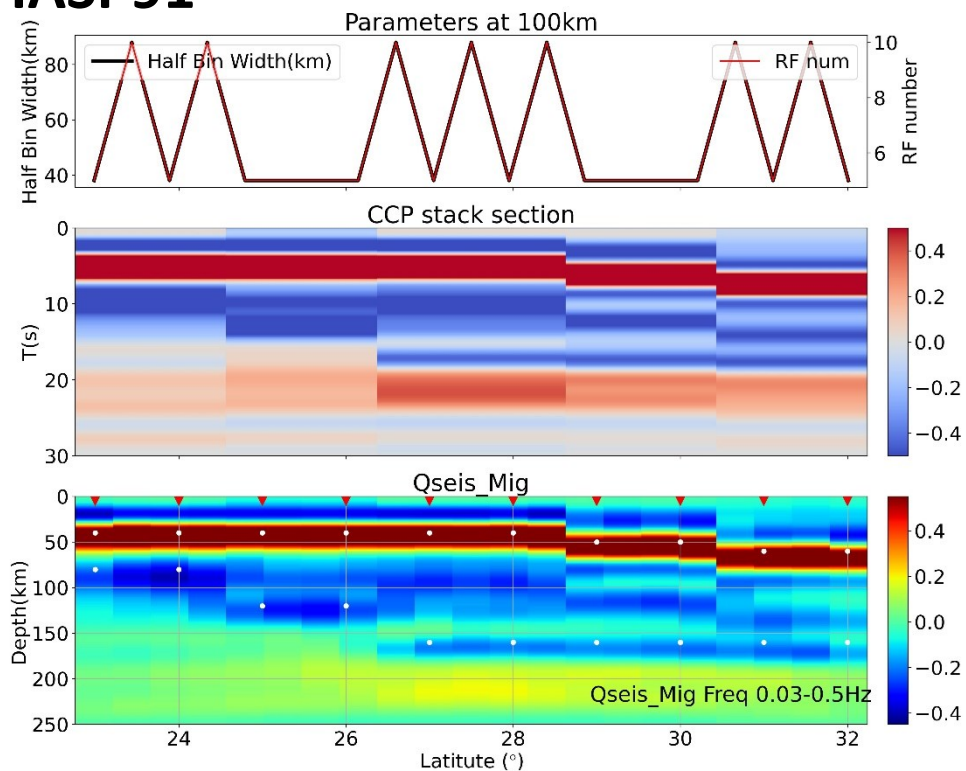 IASP91
Parameters at 100km
Half Bin Width(km)
80
60
40
Half Bin Width(km)
RF num
10
8
6
RF number
CCP stack section
T(s)
0
10
20
30
0.4
0.2
0.0
−0.2
−0.4
Qseis_Mig
Depth(km)
0
50
100
150
200
250
Qseis_Mig Freq 0.03-0.5Hz
0.4
0.2
0.0
−0.2
−0.4
24
26
28
30
32
Latitute (°)